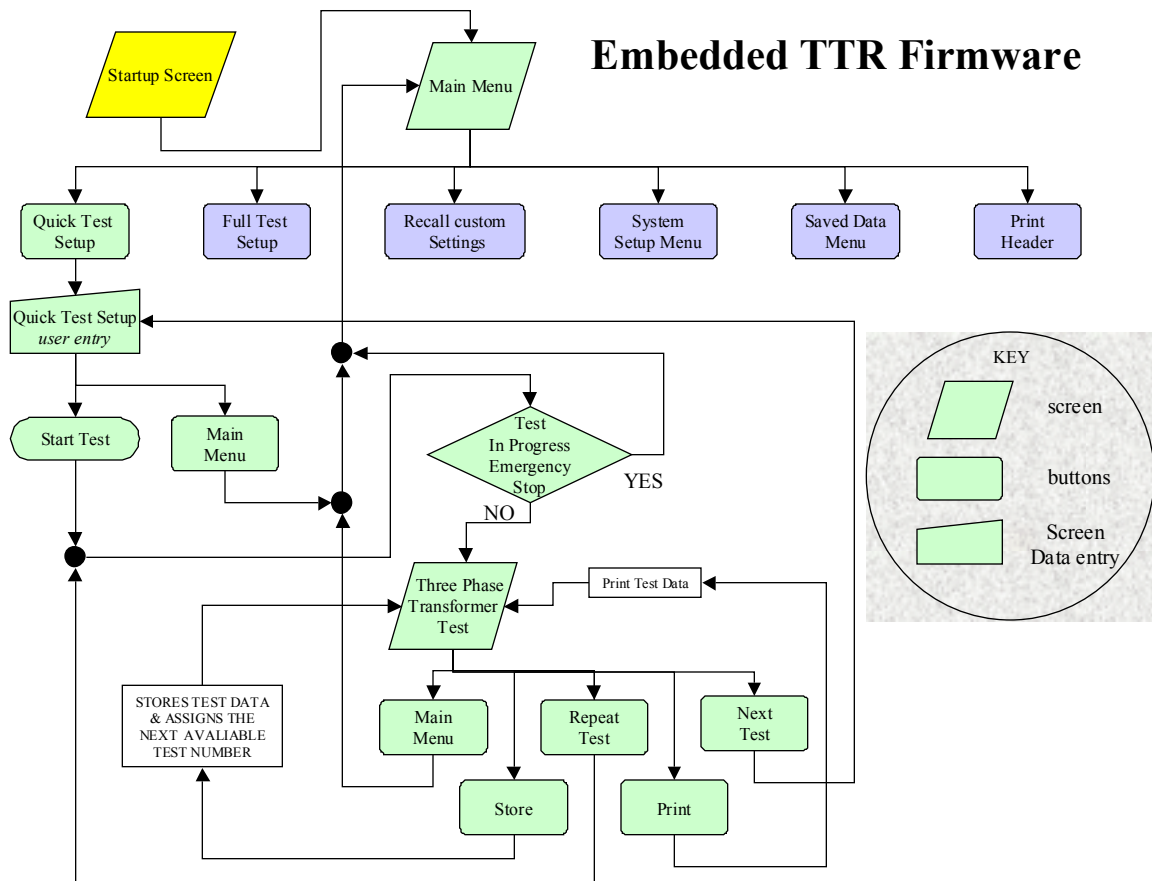 Embedded TTR Firmware
Startup Screen
Main Menu
Quick Test
Setup
Full Test
Setup
Recall custom
Settings
System
Setup Menu
Saved Data
Menu
Print
Header
Quick Test Setup
user entry
Start Test
Main
Menu
Test
In Progress
Emergency
Stop
YES
NO
KEY
screen
buttons
Screen
Data entry
Three Phase
Transformer
Test
Print Test Data
STORES TEST DATA
& ASSIGNS THE
NEXT AVALIABLE
TEST NUMBER
Main
Menu
Repeat
Test
Next
Test
Store
Print